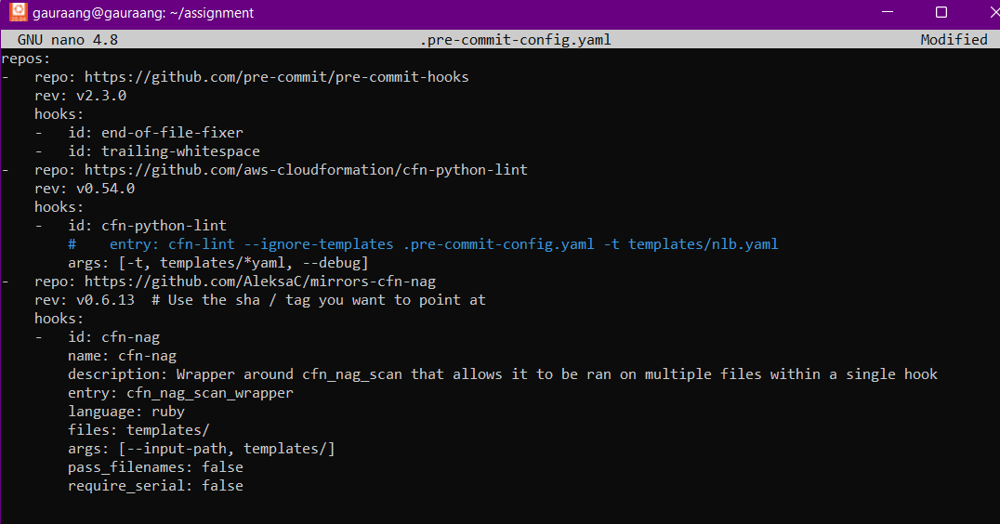 gauraang@gauraang: ~/assignment
GNU nano 4.8 .pre-commit-config.yaml Modified
repos:
-   repo: https://github.com/pre-commit/pre-commit-hooks
    rev: v2.3.0
    hooks:
    -   id: end-of-file-fixer
    -   id: trailing-whitespace
-   repo: https://github.com/aws-cloudformation/cfn-python-lint
    rev: v0.54.0
    hooks:
    -   id: cfn-python-lint
        #    entry: cfn-lint --ignore-templates .pre-commit-config.yaml -t templates/nlb.yaml
        args: [-t, templates/*yaml, --debug]
-   repo: https://github.com/AleksaC/mirrors-cfn-nag
    rev: v0.6.13  # Use the sha / tag you want to point at
    hooks:
    -   id: cfn-nag
        name: cfn-nag
        description: Wrapper around cfn_nag_scan that allows it to be ran on multiple files within a single hook
        entry: cfn_nag_scan_wrapper
        language: ruby
        files: templates/
        args: [--input-path, templates/]
        pass_filenames: false
        require_serial: false